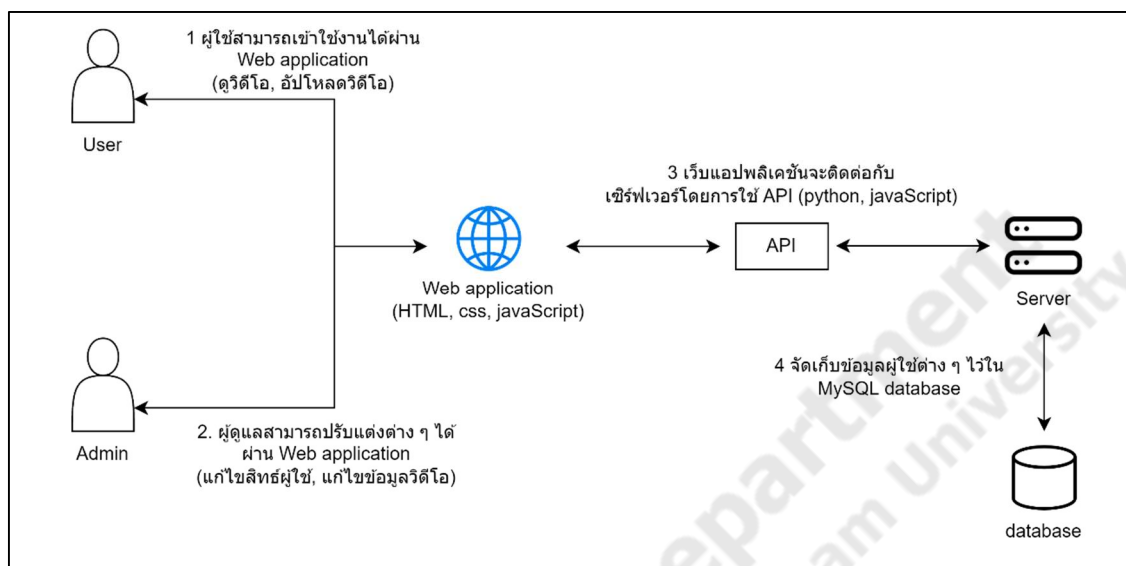 1 ผู้ใช้สามารถเข้าใช้งานได้ผ่าน
Web application
(ดูวิดีโอ, อัปโหลดวิดีโอ)
User
3 เว็บแอปพลิเคชันจะติดต่อกับ
เซิร์ฟเวอร์โดยการใช้ API (python, javaScript)
API
Web application
(HTML, css, javaScript)
Server
4 จัดเก็บข้อมูลผู้ใช้ต่าง ๆ ไว้ใน
MySQL database
Admin
2. ผู้ดูแลสามารถปรับแต่งต่าง ๆ ได้
ผ่าน Web application
(แก้ไขสิทธ์ผู้ใช้, แก้ไขข้อมูลวิดีโอ)
database